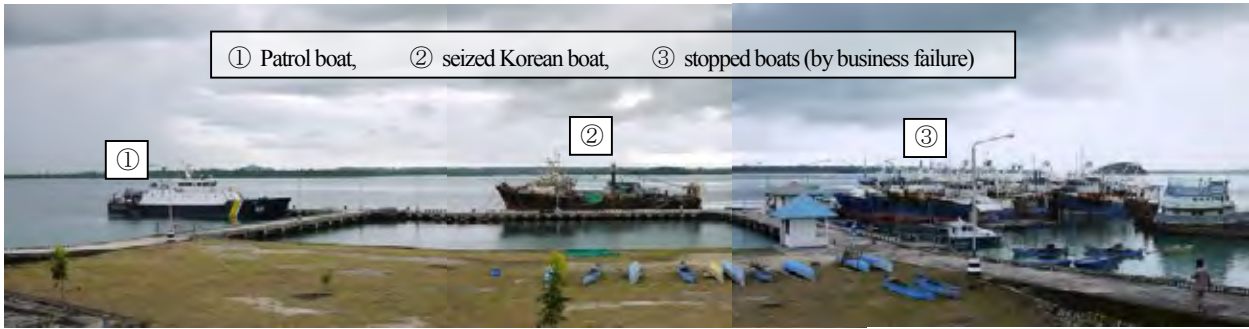 ① Patrol boat, ② seized Korean boat, ③ stopped boats (by business failure)
① ② ③